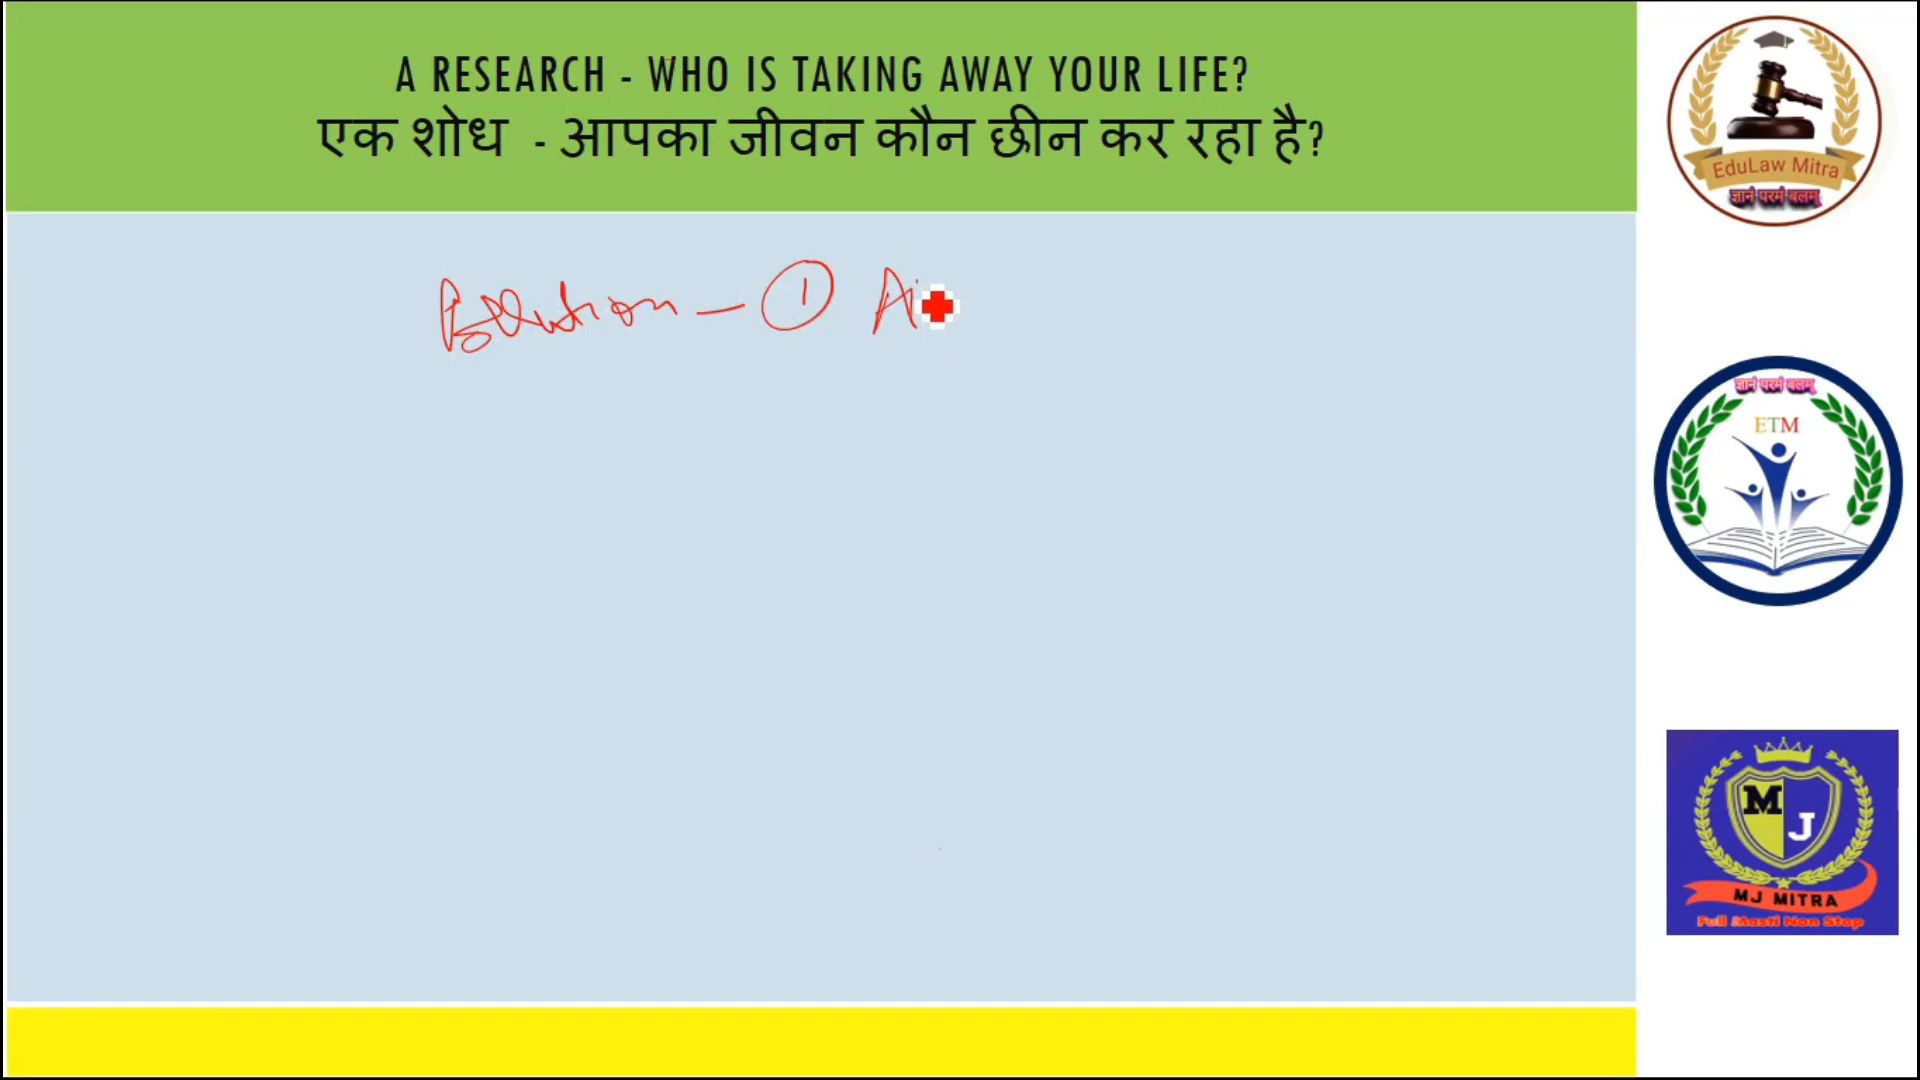 A RESEARCH - WHO IS TAKING AWAY YOUR LIFE?
एक शोध - आपका जीवन कौन छीन कर रहा है?
Pollution - 1 Ai
EduLaw Mitra
ज्ञानं परमं बलम्
ज्ञानं परमं बलम्
ETM
M J
MJ MITRA
Full Masti Non Stop